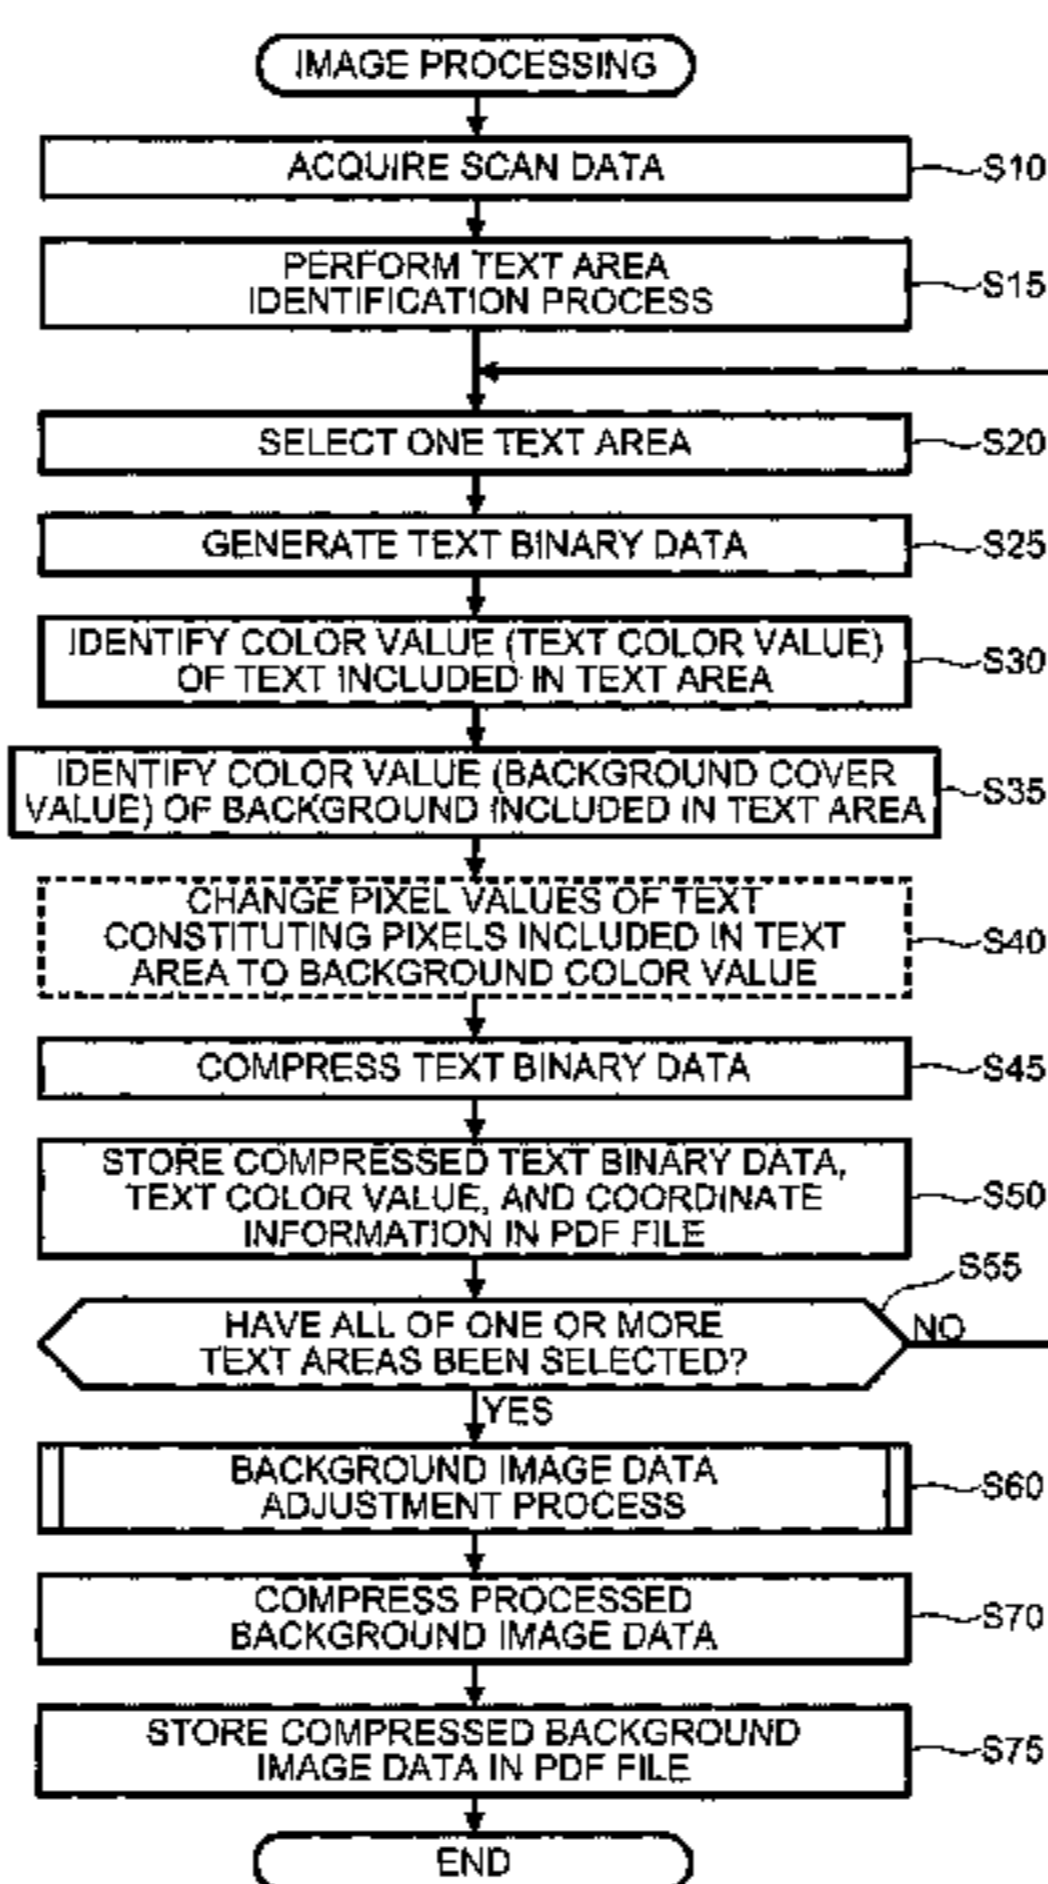 IMAGE PROCESSING
ACQUIRE SCAN DATA
S10
PERFORM TEXT AREA
IDENTIFICATION PROCESS
S15
SELECT ONE TEXT AREA
S20
GENERATE TEXT BINARY DATA
S25
IDENTIFY COLOR VALUE (TEXT COLOR VALUE)
OF TEXT INCLUDED IN TEXT AREA
S30
IDENTIFY COLOR VALUE (BACKGROUND COVER
VALUE) OF BACKGROUND INCLUDED IN TEXT AREA
S35
CHANGE PIXEL VALUES OF TEXT
CONSTITUTING PIXELS INCLUDED IN TEXT
AREA TO BACKGROUND COLOR VALUE
S40
COMPRESS TEXT BINARY DATA
S45
STORE COMPRESSED TEXT BINARY DATA,
TEXT COLOR VALUE, AND COORDINATE
INFORMATION IN PDF FILE
S50
S55
HAVE ALL OF ONE OR MORE
TEXT AREAS BEEN SELECTED?
NO
YES
BACKGROUND IMAGE DATA
ADJUSTMENT PROCESS
S60
COMPRESS PROCESSED
BACKGROUND IMAGE DATA
S70
STORE COMPRESSED BACKGROUND
IMAGE DATA IN PDF FILE
S75
END